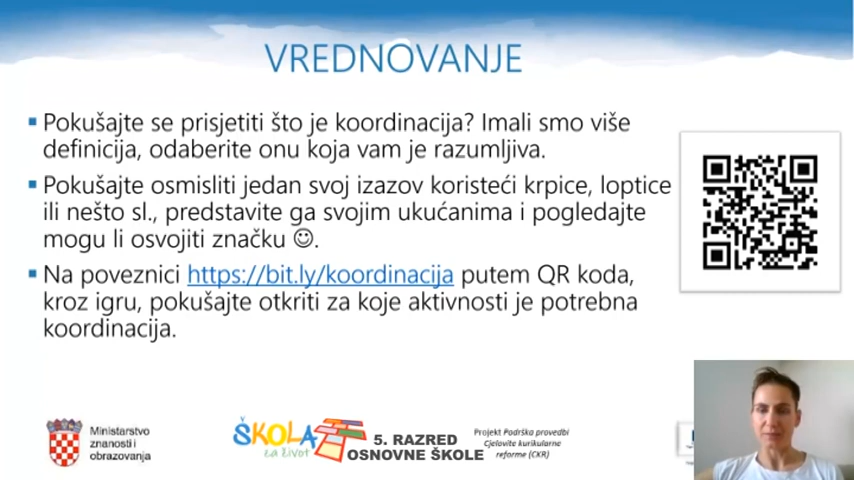 VREDNOVANJE
Pokušajte se prisjetiti što je koordinacija? Imali smo više
definicija, odaberite onu koja vam je razumljiva.
Pokušajte osmisliti jedan svoj izazov koristeći krpice, loptice
ili nešto sl., predstavite ga svojim ukućanima i pogledajte
mogu li osvojiti značku ☺.
Na poveznici https://bit.ly/koordinacija putem QR koda,
kroz igru, pokušajte otkriti za koje aktivnosti je potrebna
koordinacija.
Ministarstvo
znanosti i
obrazovanja
ŠKOLA
za život
5. RAZRED
OSNOVNE ŠKOLE
Projekt Podrška provedbi
Cjelovite kurikularne
reforme (CKR)